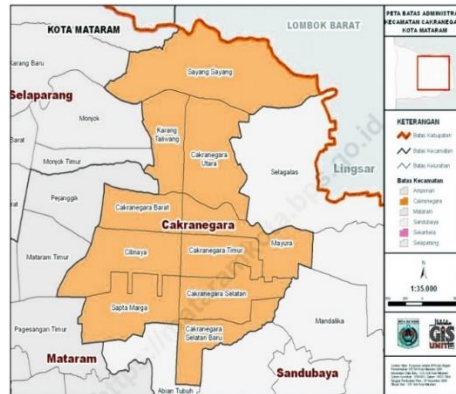 KOTA MATARAM
LOMBOK BARAT
Karang Baru
Selaparang
Sayang Sayang
Monjok
Karang
Taliwang
Cakranegara
Utara
Monjok Timur
Selagalas
Lingsar
Pejanggik
Cakranegara Barat
Cakranegara
Mataram Timur
Cilinaya
Cakranegara Timur
Mayura
Sapta Marga
Cakranegara Selatan
Mandalika
Pagesangan Timur
Cakranegara
Selatan Baru
Mataram
Sandubaya
Abian Tubuh
PETA BATAS ADMINISTRA
KECAMATAN CAKRANEGA
KOTA MATARAM
KETERANGAN
Batas Kabupaten
Batas Kecamatan
Batas Kelurahan
Batas Kecamatan
Ampenan
Cakranegara
Mataram
Sandubaya
Sekarbela
Selaparang
1:35.000
GIS
UNITE